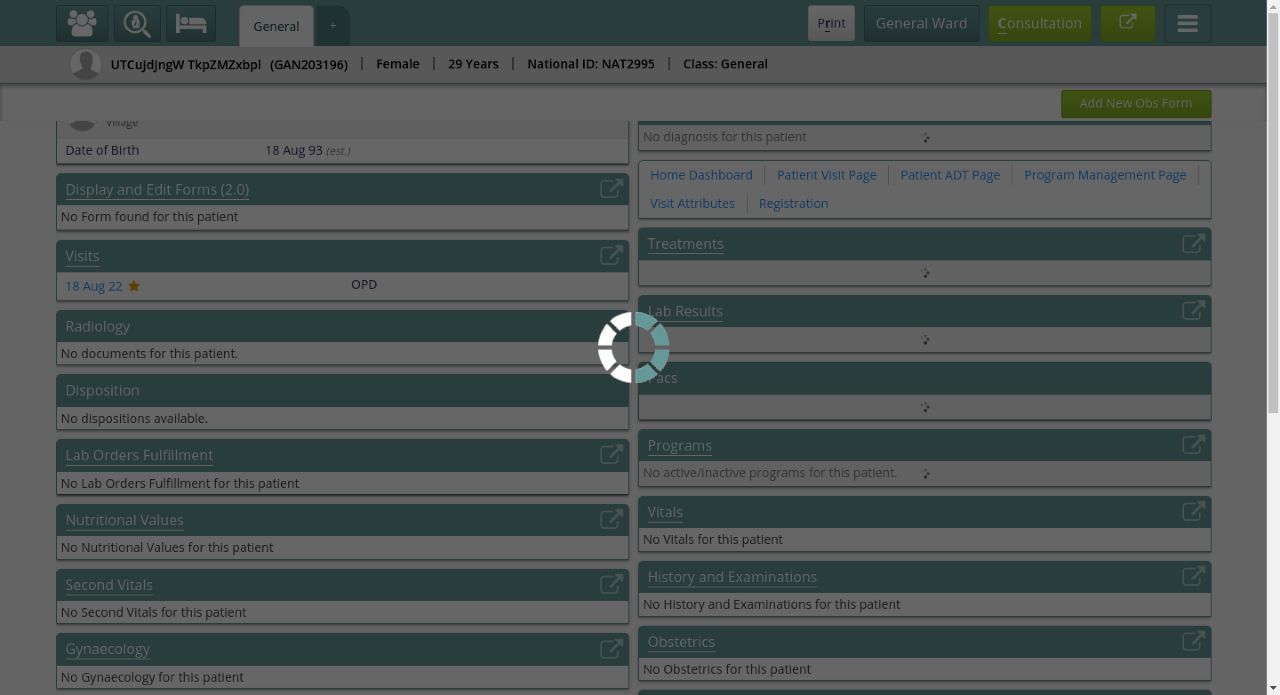 General
+
Print
General Ward
Consultation
UTCuJdJngW TkpZMZxbpl (GAN203196) | Female | 29 Years | National ID: NAT2995 | Class: General
Add New Obs Form
Village
Date of Birth 18 Aug 93 (est.)
Display and Edit Forms (2.0)
No Form found for this patient
Visits
18 Aug 22 OPD
Radiology
No documents for this patient.
Disposition
No dispositions available.
Lab Orders Fulfillment
No Lab Orders Fulfillment for this patient
Nutritional Values
No Nutritional Values for this patient
Second Vitals
No Second Vitals for this patient
Gynaecology
No Gynaecology for this patient
No diagnosis for this patient
Home Dashboard | Patient Visit Page | Patient ADT Page | Program Management Page |
Visit Attributes | Registration
Treatments
Lab Results
Pacs
Programs
No active/inactive programs for this patient.
Vitals
No Vitals for this patient
History and Examinations
No History and Examinations for this patient
Obstetrics
No Obstetrics for this patient